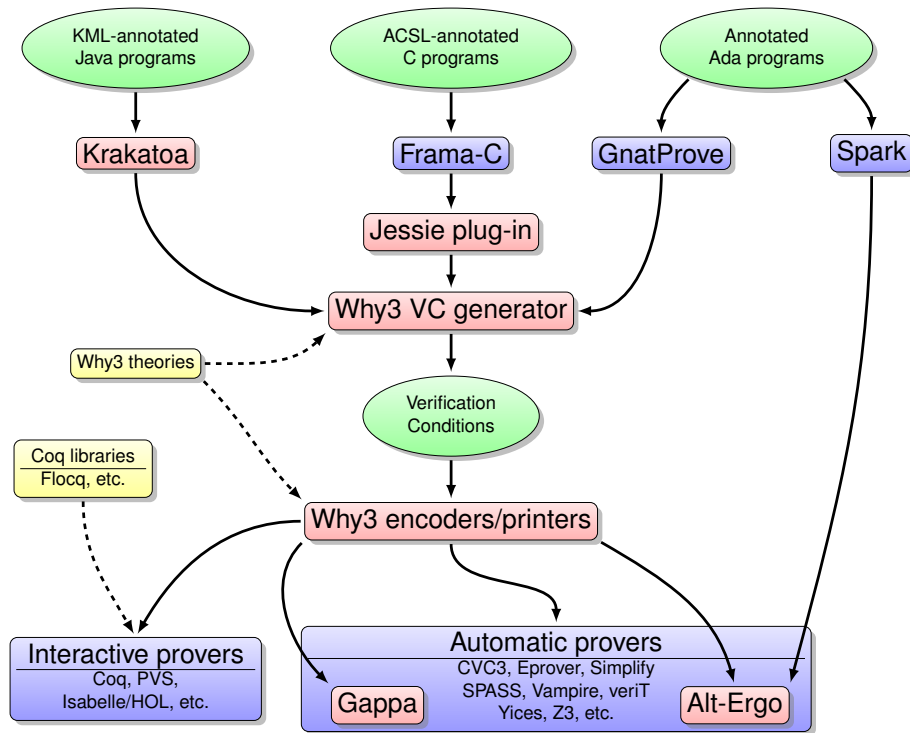 KML-annotated
Java programs
ACSL-annotated
C programs
Annotated
Ada programs
Krakatoa
Frama-C
GnatProve
Spark
Jessie plug-in
Why3 VC generator
Why3 theories
Verification
Conditions
Coq libraries
Flocq, etc.
Why3 encoders/printers
Interactive provers
Coq, PVS,
Isabelle/HOL, etc.
Automatic provers
CVC3, Eprover, Simplify
SPASS, Vampire, veriT
Yices, Z3, etc.
Gappa
Alt-Ergo